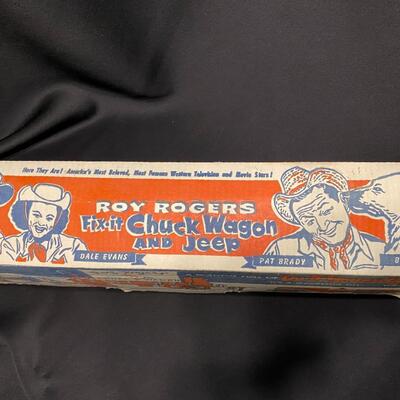 Here They Are! America's Most Beloved, Most Famous Western Television and Movie Stars!
ROY ROGERS
Fix-it Chuck Wagon
AND Jeep
DALE EVANS
PAT BRADY
B